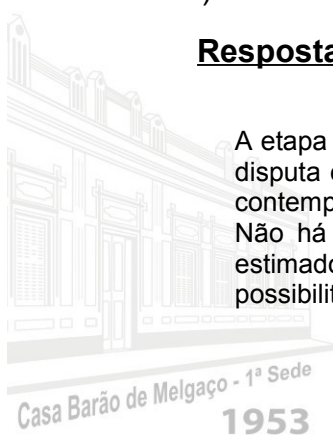 Resposta
A etapa
disputa
contemp
Não há
estimado
possibilit
Casa Barão de Melgaço - 1ª Sede
1953